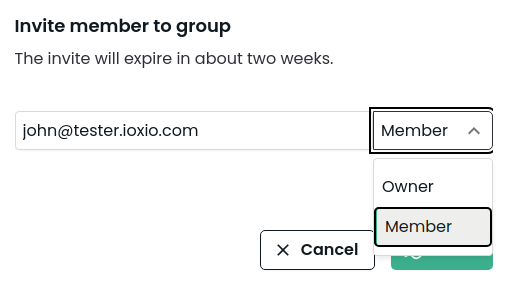 Invite member to group
The invite will expire in about two weeks.
john@tester.ioxio.com Member
Owner
Member
Cancel